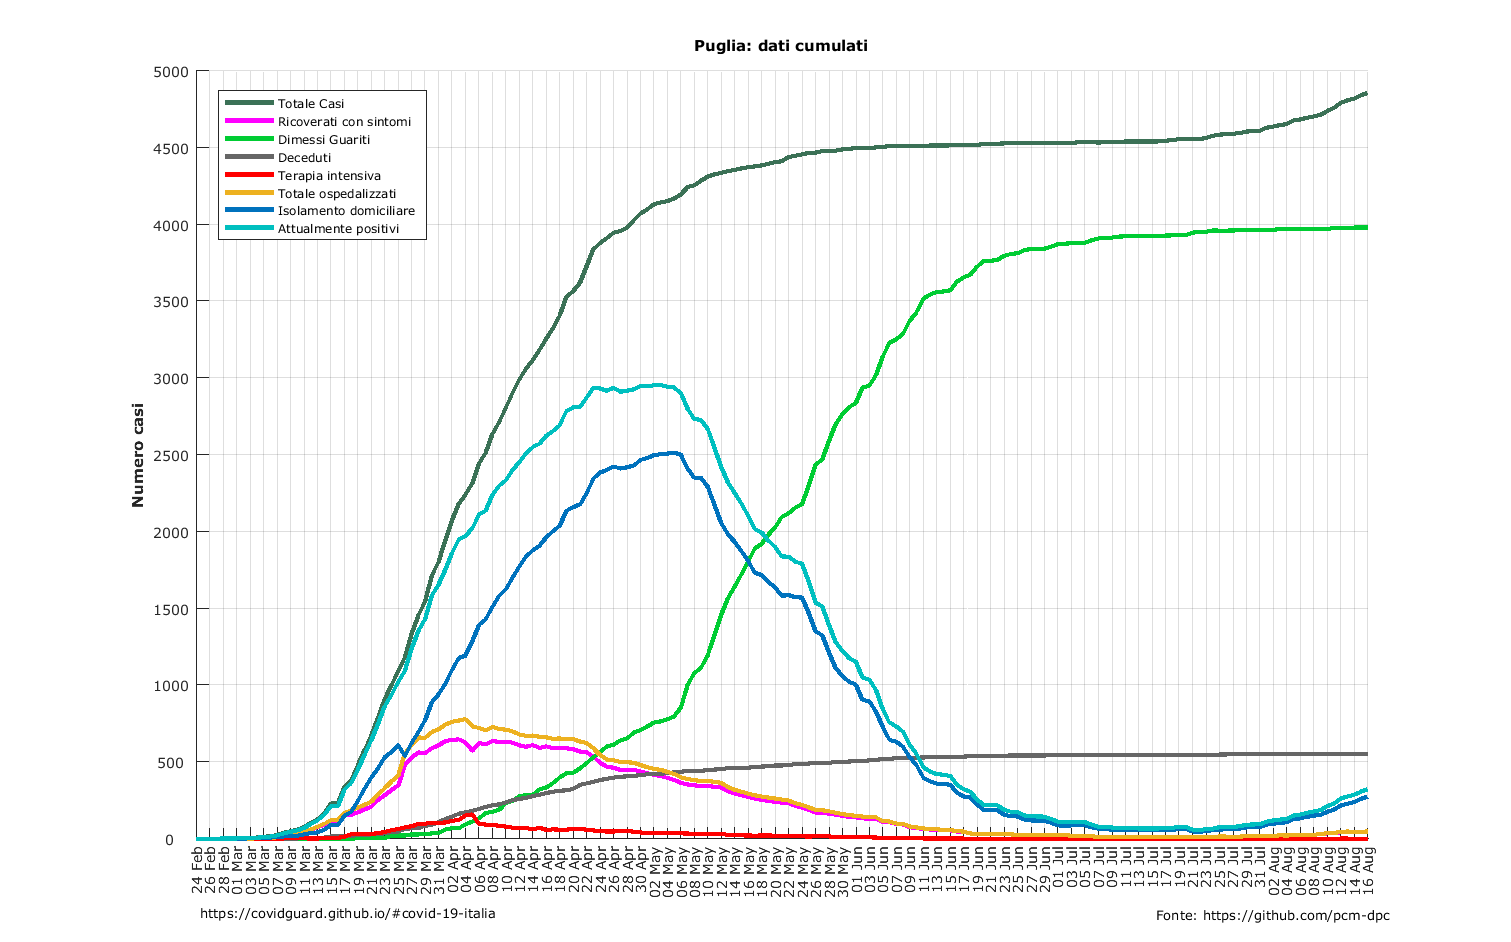 Puglia: dati cumulati
Numero casi
5000
4500
4000
3500
3000
2500
2000
1500
1000
500
0
Totale Casi
Ricoverati con sintomi
Dimessi Guariti
Deceduti
Terapia intensiva
Totale ospedalizzati
Isolamento domiciliare
Attualmente positivi
24 Feb
26 Feb
28 Feb
01 Mar
03 Mar
05 Mar
07 Mar
09 Mar
11 Mar
13 Mar
15 Mar
17 Mar
19 Mar
21 Mar
23 Mar
25 Mar
27 Mar
29 Mar
31 Mar
02 Apr
04 Apr
06 Apr
08 Apr
10 Apr
12 Apr
14 Apr
16 Apr
18 Apr
20 Apr
22 Apr
24 Apr
26 Apr
28 Apr
30 Apr
02 May
04 May
06 May
08 May
10 May
12 May
14 May
16 May
18 May
20 May
22 May
24 May
26 May
28 May
30 May
01 Jun
03 Jun
05 Jun
07 Jun
09 Jun
11 Jun
13 Jun
15 Jun
17 Jun
19 Jun
21 Jun
23 Jun
25 Jun
27 Jun
29 Jun
01 Jul
03 Jul
05 Jul
07 Jul
09 Jul
11 Jul
13 Jul
15 Jul
17 Jul
19 Jul
21 Jul
23 Jul
25 Jul
27 Jul
29 Jul
31 Jul
02 Aug
04 Aug
06 Aug
08 Aug
10 Aug
12 Aug
14 Aug
16 Aug
https://covidguard.github.io/#covid-19-italia
Fonte: https://github.com/pcm-dpc